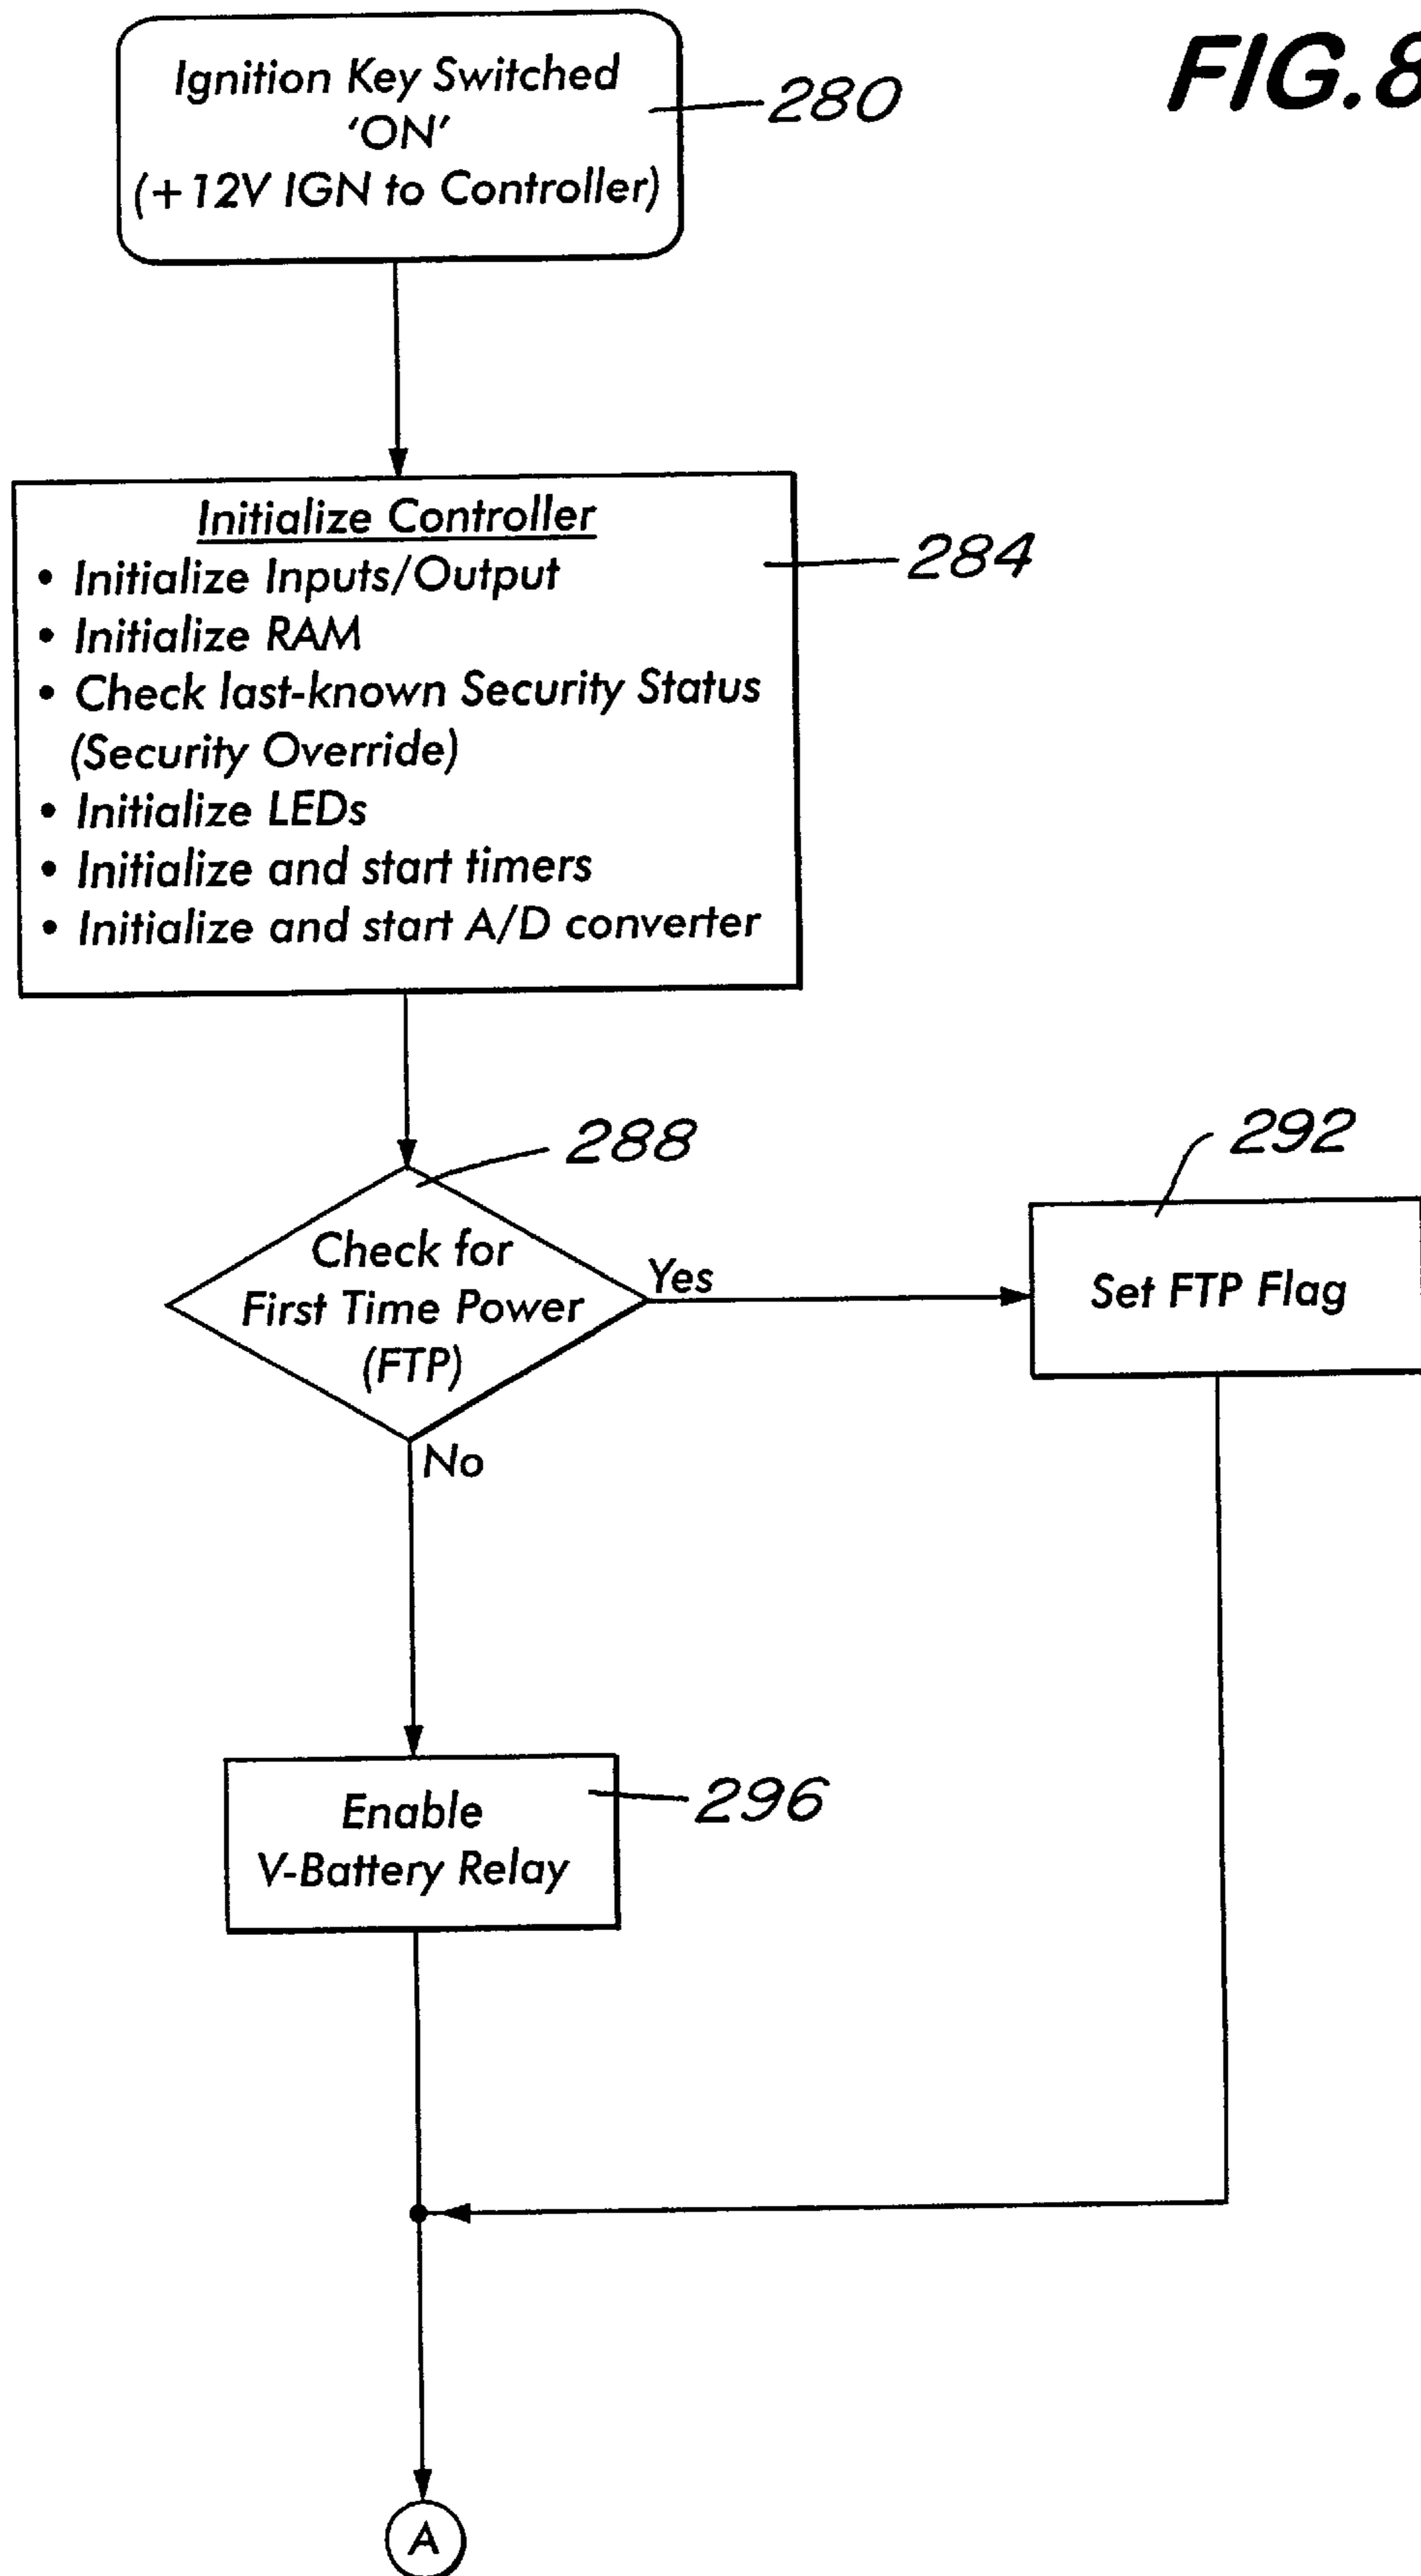 FIG.8
Ignition Key Switched
'ON'
(+12V IGN to Controller)
280
Initialize Controller
• Initialize Inputs/Output
• Initialize RAM
• Check last-known Security Status
(Security Override)
• Initialize LEDs
• Initialize and start timers
• Initialize and start A/D converter
284
288
Check for
First Time Power
(FTP)
Yes
292
Set FTP Flag
No
Enable
V-Battery Relay
296
A